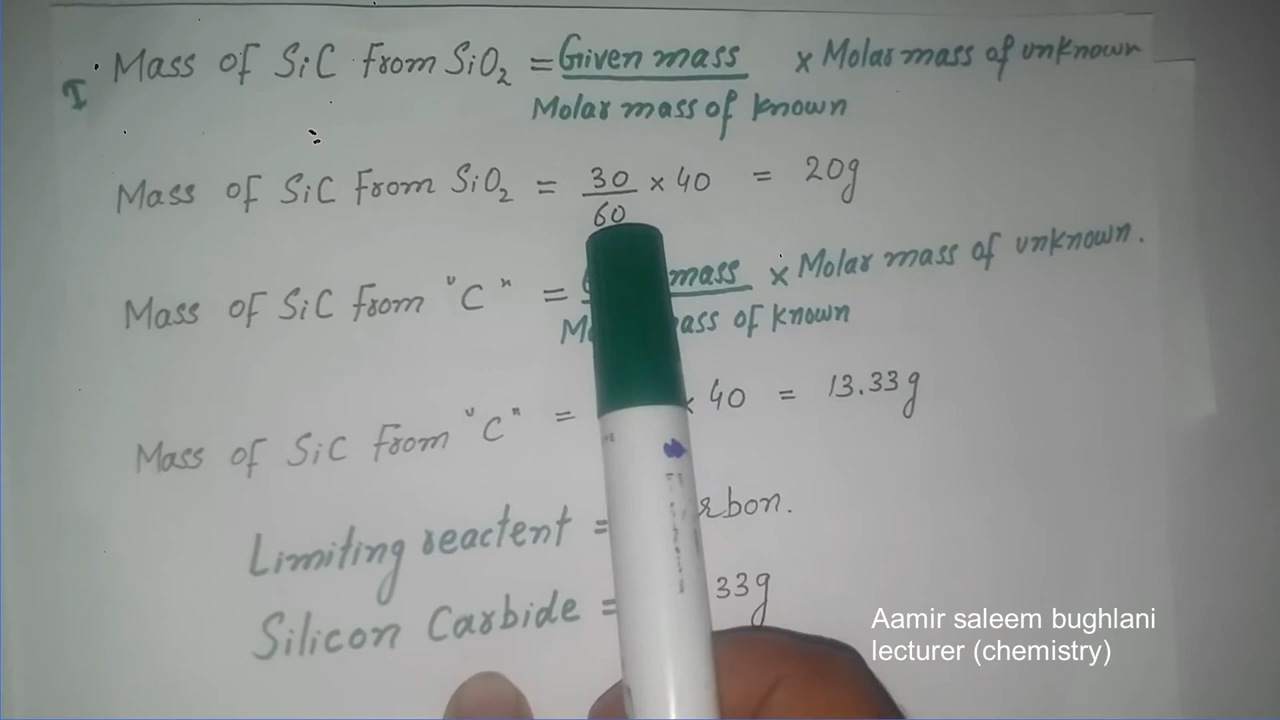 I . Mass of SiC From SiO2 = Given mass x Molar mass of unknown
Molar mass of known
Mass of SiC From SiO2 = 30 x 40 = 20g
60
Mass of SiC From "C" = mass x Molar mass of unknown.
of known
Mass of SiC From "C" = 40 = 13.33g
Limiting reactent =
Silicon Carbide = 33g
Aamir saleem bughlani
lecturer (chemistry)